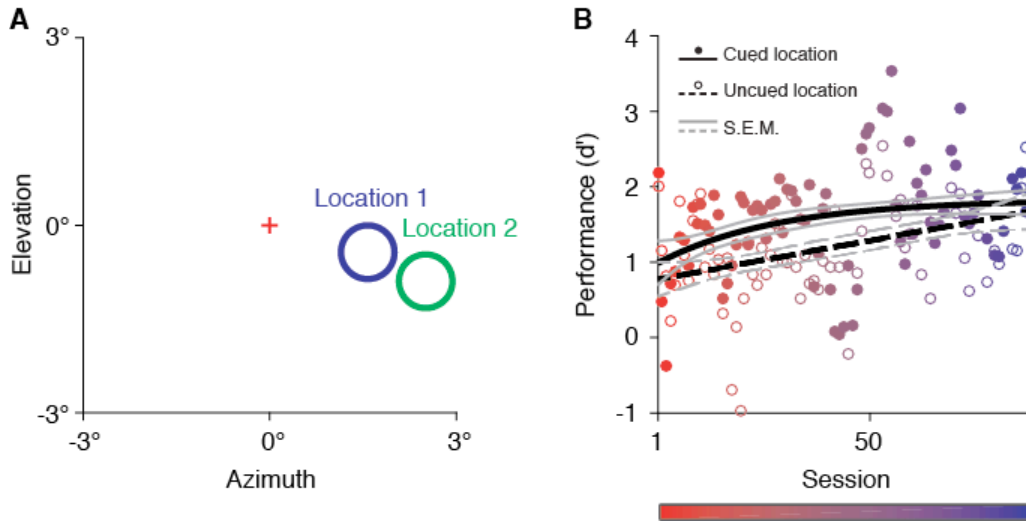 A
3°
Elevation
0°
Location 1
Location 2
-3°
-3°
0°
3°
Azimuth
B
4
Cued location
3
Uncued location
S.E.M.
2
Performance (d')
1
0
-1
1
50
Session